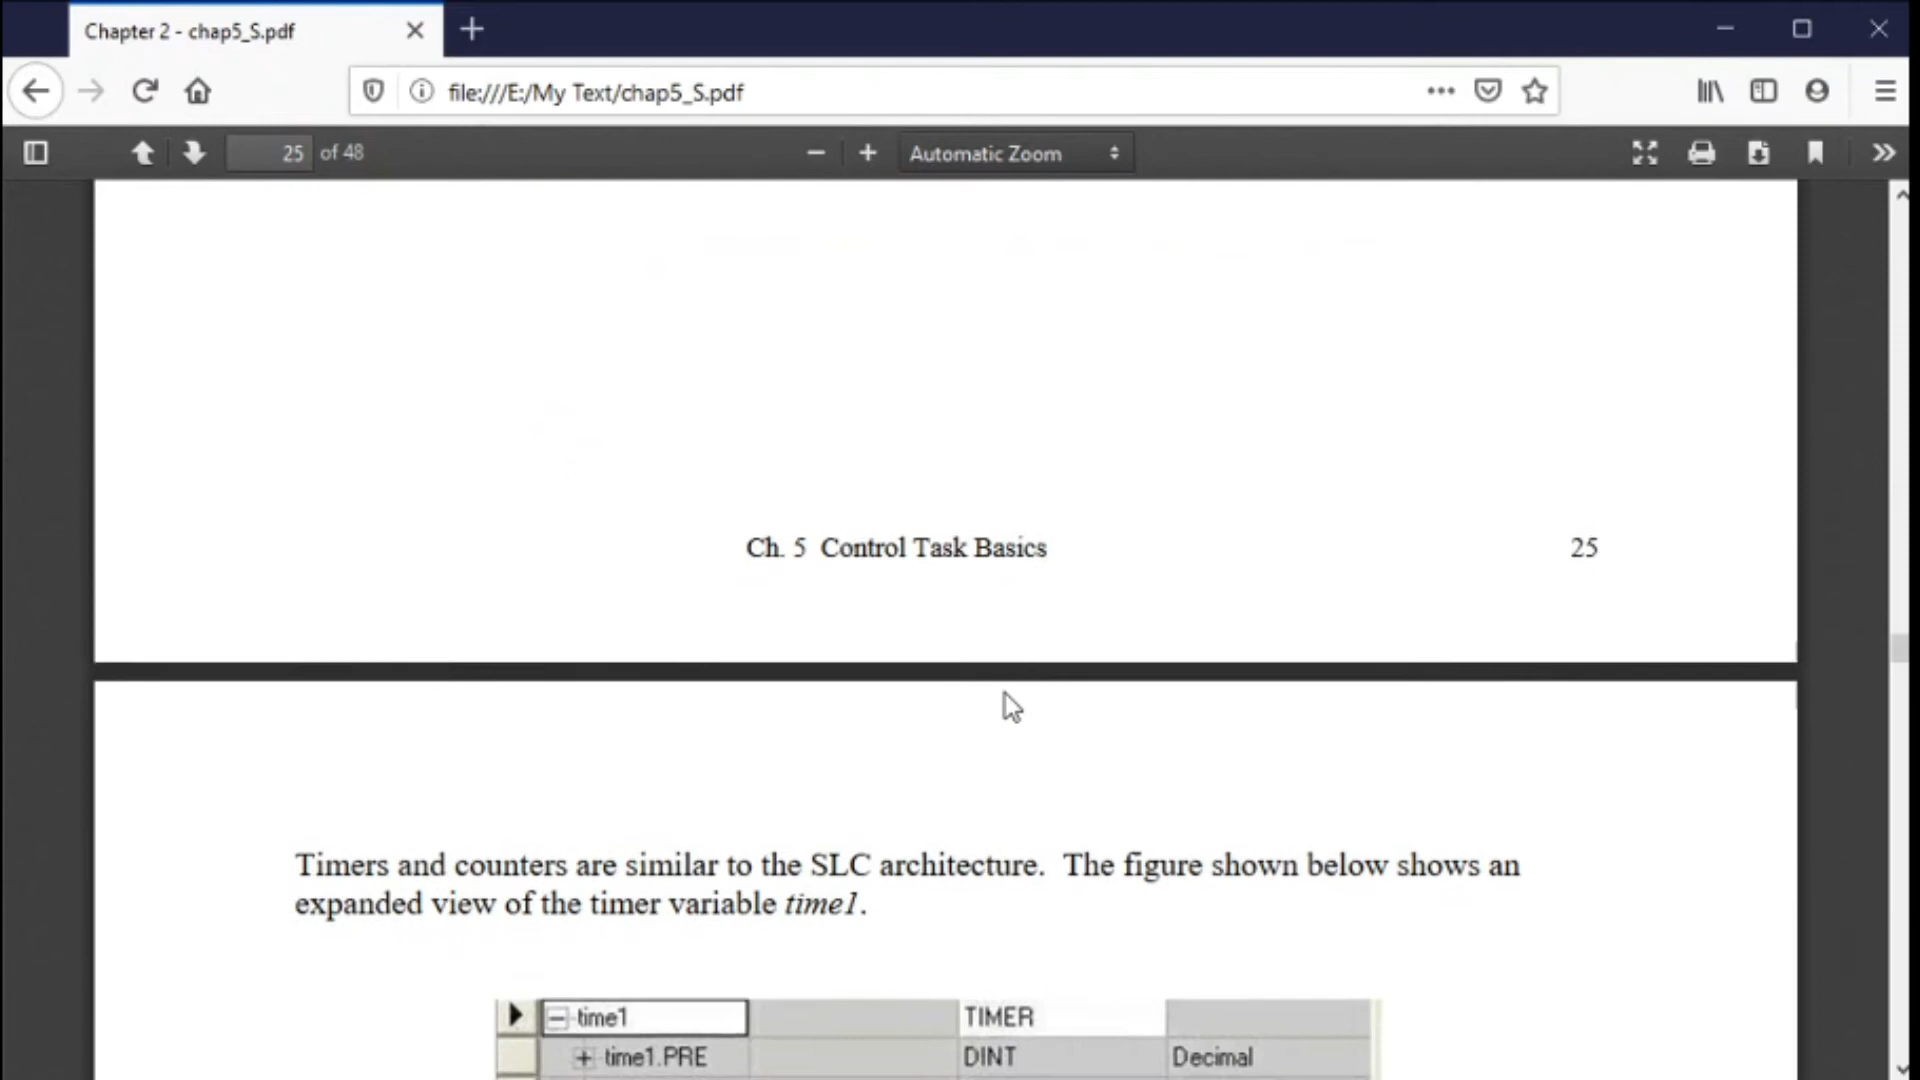 Chapter 2 - chap5_S.pdf
file:///E:/My Text/chap5_S.pdf
25 of 48
Automatic Zoom
Ch. 5 Control Task Basics 25
Timers and counters are similar to the SLC architecture. The figure shown below shows an
expanded view of the timer variable time1.
time1 TIMER
time1.PRE DINT Decimal